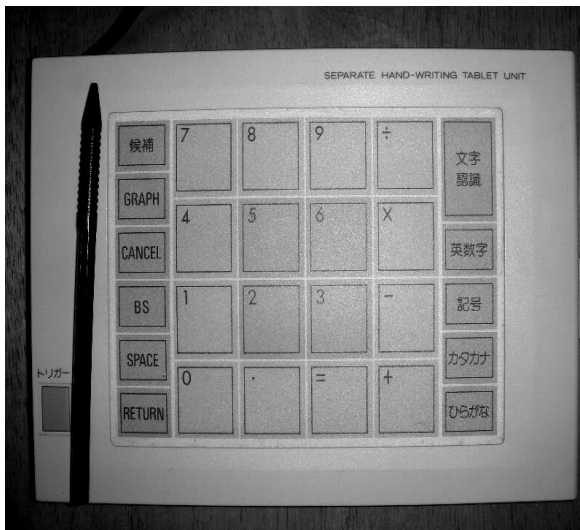 SEPARATE HAND-WRITING TABLET UNIT
候補
7
8
9
÷
文字
認識
GRAPH
4
5
6
X
CANCEL
英数字
BS
1
2
3
−
記号
SPACE
カタカナ
トリガー
0
.
=
+
RETURN
ひらがな